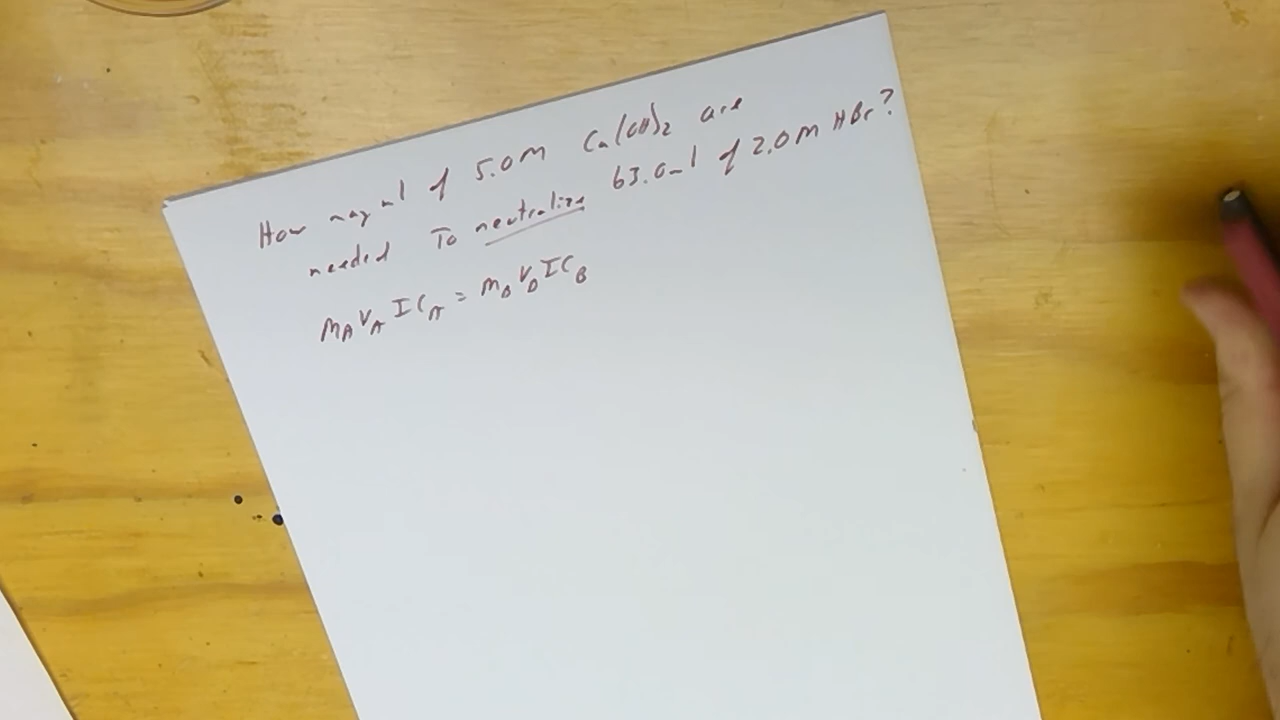 How may ml of 5.0M Ca(OH)2 are
needed To neutralize 63.0ml of 2.0M HBr?
MAVAICA = MBVBICB